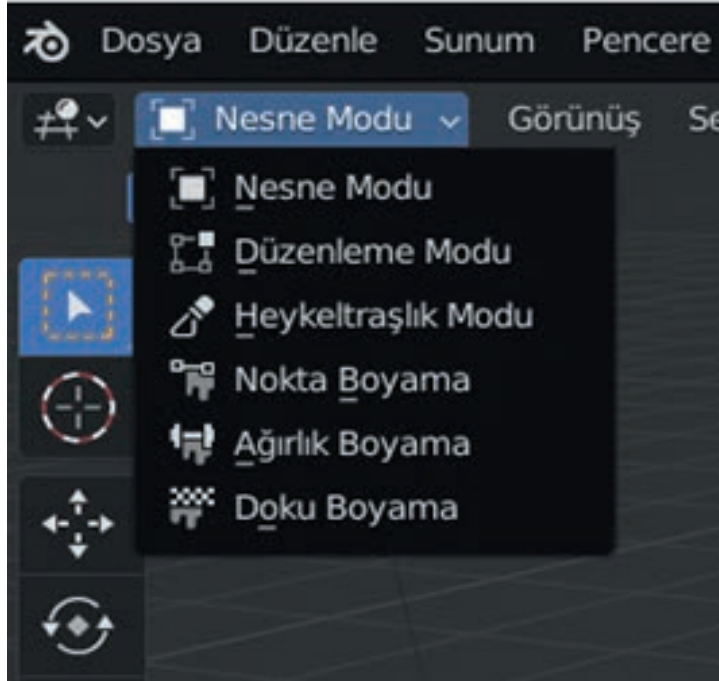 Dosya Düzenle Sunum Pencere
Nesne Modu Görünüş
Nesne Modu
Düzenleme Modu
Heykeltraşlık Modu
Nokta Boyama
Ağırlık Boyama
Doku Boyama